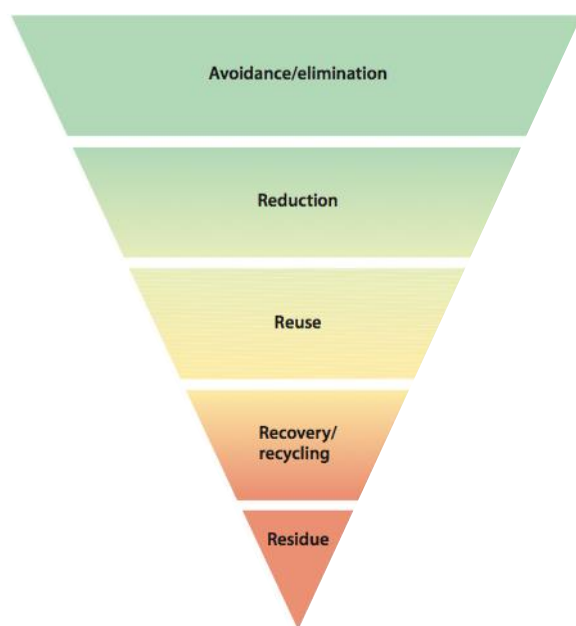 Avoidance/elimination
Reduction
Reuse
Recovery/
recycling
Residue